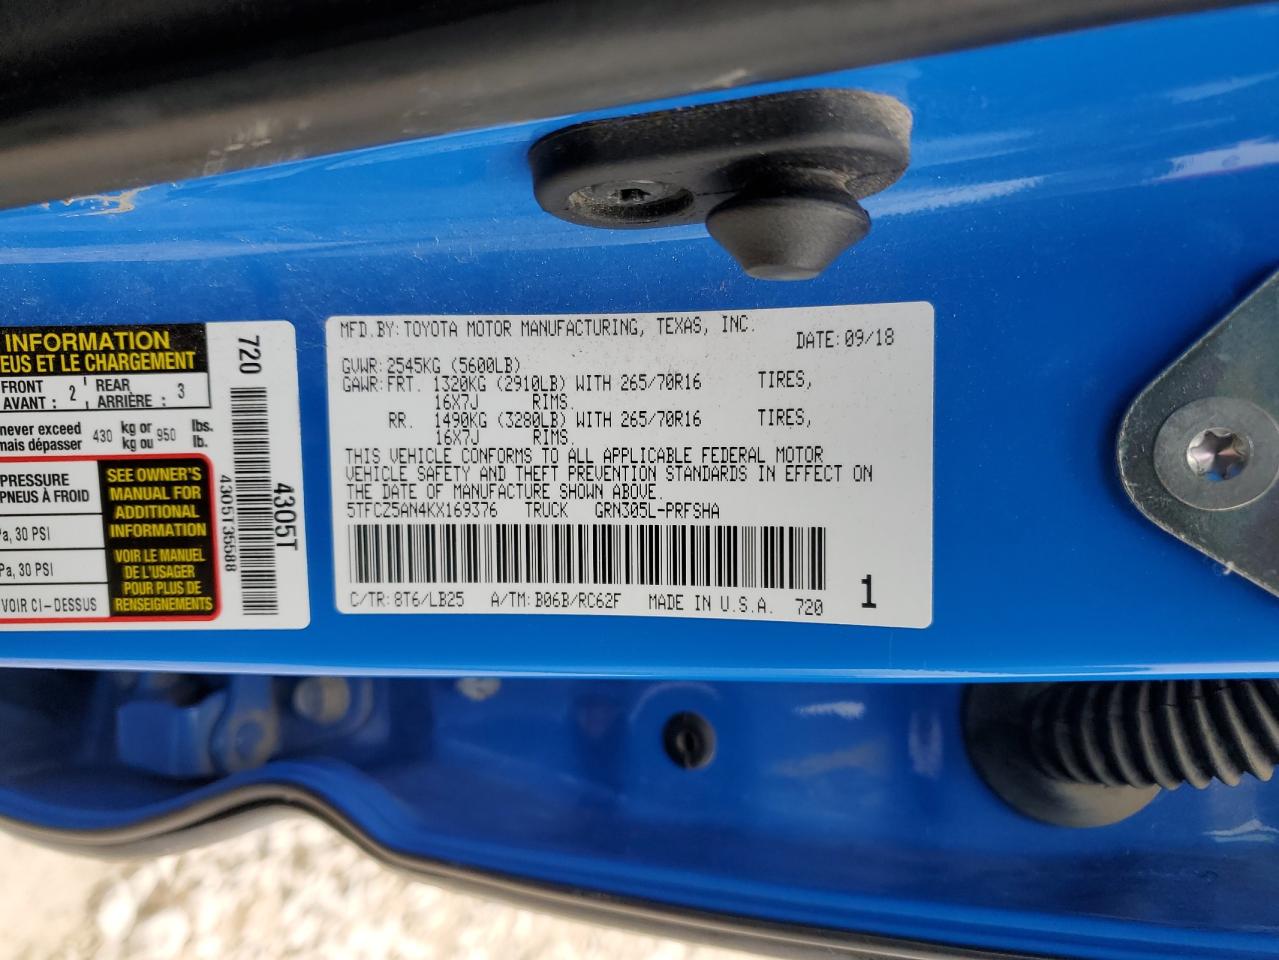 INFORMATION
EUS ET LE CHARGEMENT
FRONT
AVANT : 2
REAR
ARRIÈRE : 3
never exceed
mais dépasser
430 kg or
kg ou 950 lbs.
lb.
PRESSURE
PNEUS À FROID
Pa, 30 PSI
Pa, 30 PSI
VOIR CI-DESSUS
SEE OWNER'S
MANUAL FOR
ADDITIONAL
INFORMATION
VOIR LE MANUEL
DE L'USAGER
POUR PLUS DE
RENSEIGNEMENTS
720
4305T35588
4305T
MFD.BY: TOYOTA MOTOR MANUFACTURING, TEXAS, INC.
DATE: 09/18
GVWR: 2545KG (5600LB)
GAWR: FRT. 1320KG (2910LB) WITH 265/70R16 TIRES,
16X7J RIMS.
RR. 1490KG (3280LB) WITH 265/70R16 TIRES,
16X7J RIMS.
THIS VEHICLE CONFORMS TO ALL APPLICABLE FEDERAL MOTOR
VEHICLE SAFETY AND THEFT PREVENTION STANDARDS IN EFFECT ON
THE DATE OF MANUFACTURE SHOWN ABOVE.
5TFCZ5AN4KX169376 TRUCK GRN305L-PRFSHA
C/TR: 8T6/LB25 A/TM: B06B/RC62F MADE IN U.S.A. 720 1